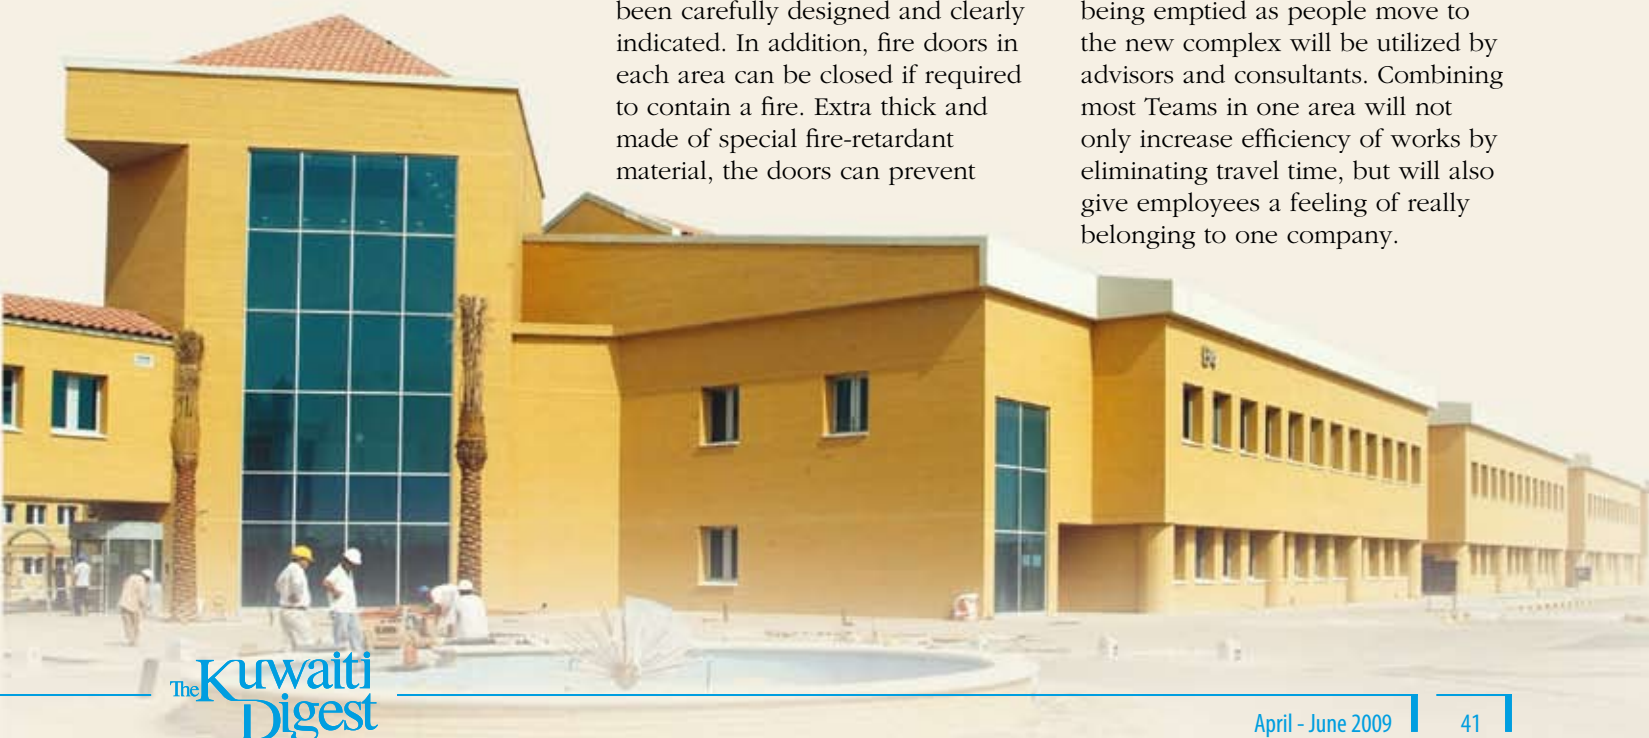 been carefully designed and clearly
indicated. In addition, fire doors in
each area can be closed if required
to contain a fire. Extra thick and
made of special fire-retardant
material, the doors can prevent
being emptied as people move to
the new complex will be utilized by
advisors and consultants. Combining
most Teams in one area will not
only increase efficiency of works by
eliminating travel time, but will also
give employees a feeling of really
belonging to one company.
The Kuwaiti
Digest
April - June 2009
41